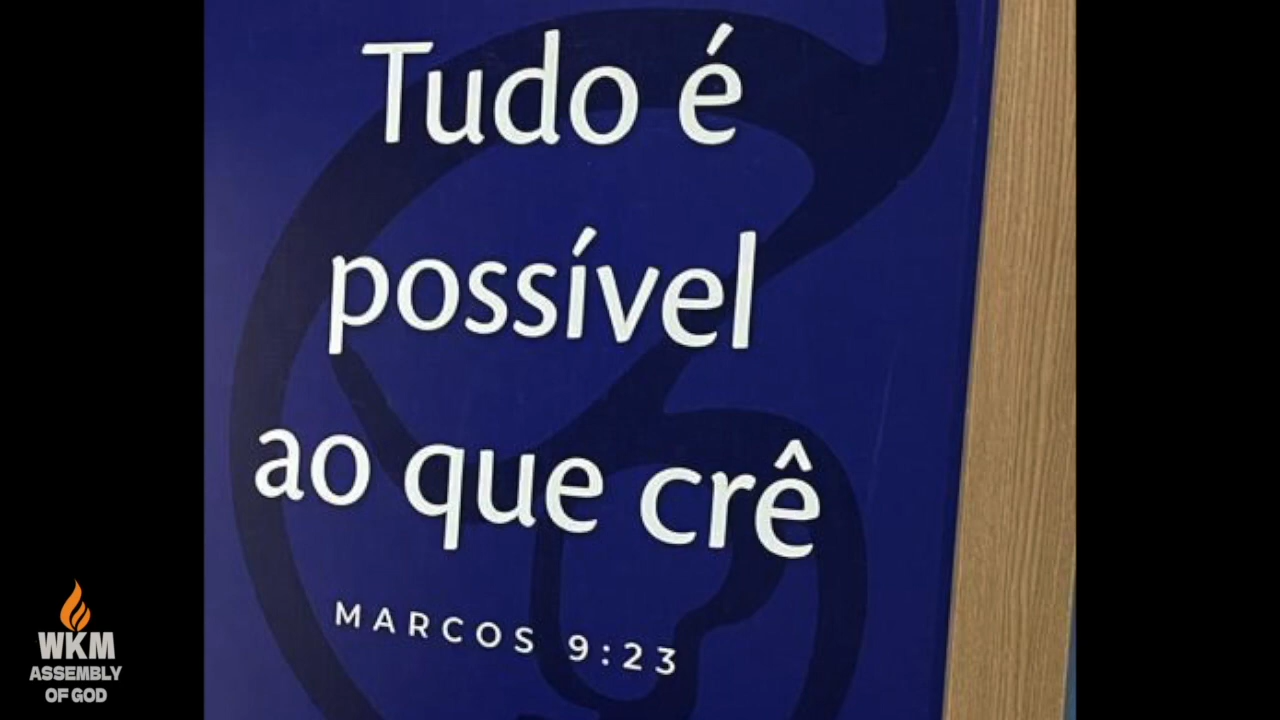 Tudo é
possível
ao que crê
MARCOS 9:23
WKM
ASSEMBLY
OF GOD